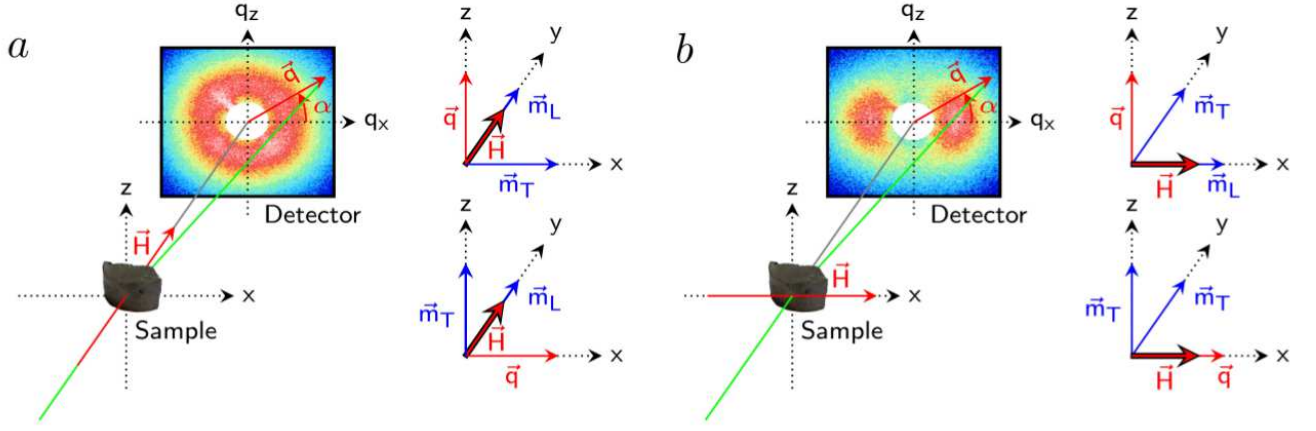 a
q_z
q⃗
α
q_x
Detector
z
H⃗
x
Sample
z
y
q⃗
m⃗_L
H⃗
x
m⃗_T
z
y
m⃗_T
m⃗_L
H⃗
x
q⃗
b
q_z
q⃗
α
q_x
Detector
z
H⃗
x
Sample
z
y
q⃗
m⃗_T
x
H⃗
m⃗_L
z
y
m⃗_T
m⃗_T
x
H⃗
q⃗